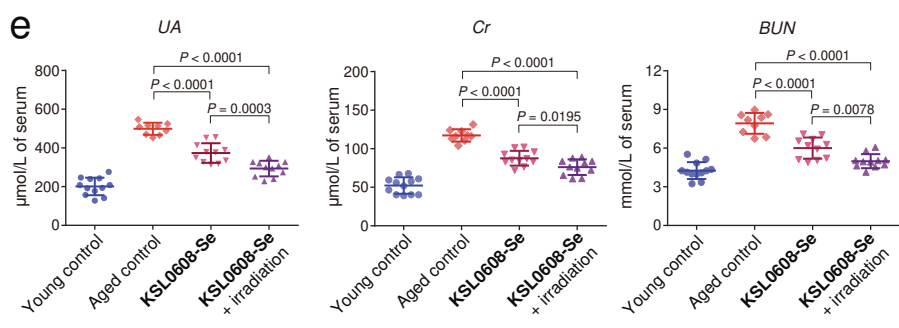 e
UA
P < 0.0001
P < 0.0001
P = 0.0003
μmol/L of serum
800
600
400
200
0
Young control
Aged control
KSL0608-Se
KSL0608-Se
+ irradiation
Cr
P < 0.0001
P < 0.0001
P = 0.0195
μmol/L of serum
200
150
100
50
0
Young control
Aged control
KSL0608-Se
KSL0608-Se
+ irradiation
BUN
P < 0.0001
P < 0.0001
P = 0.0078
mmol/L of serum
12
9
6
3
0
Young control
Aged control
KSL0608-Se
KSL0608-Se
+ irradiation